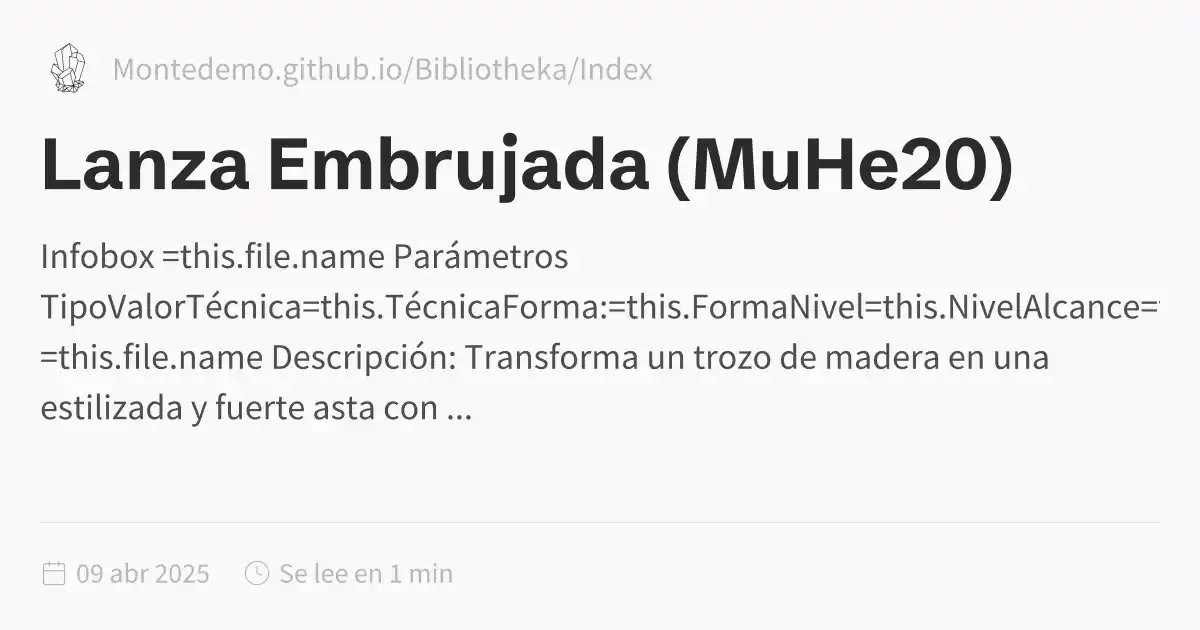 Montedemo.github.io/Bibliotheka/Index
Lanza Embrujada (MuHe20)
Infobox =this.file.name Parámetros
TipoValorTécnica=this.TécnicaForma:=this.FormaNivel=this.NivelAlcance=
=this.file.name Descripción: Transforma un trozo de madera en una
estilizada y fuerte asta con ...
09 abr 2025
Se lee en 1 min